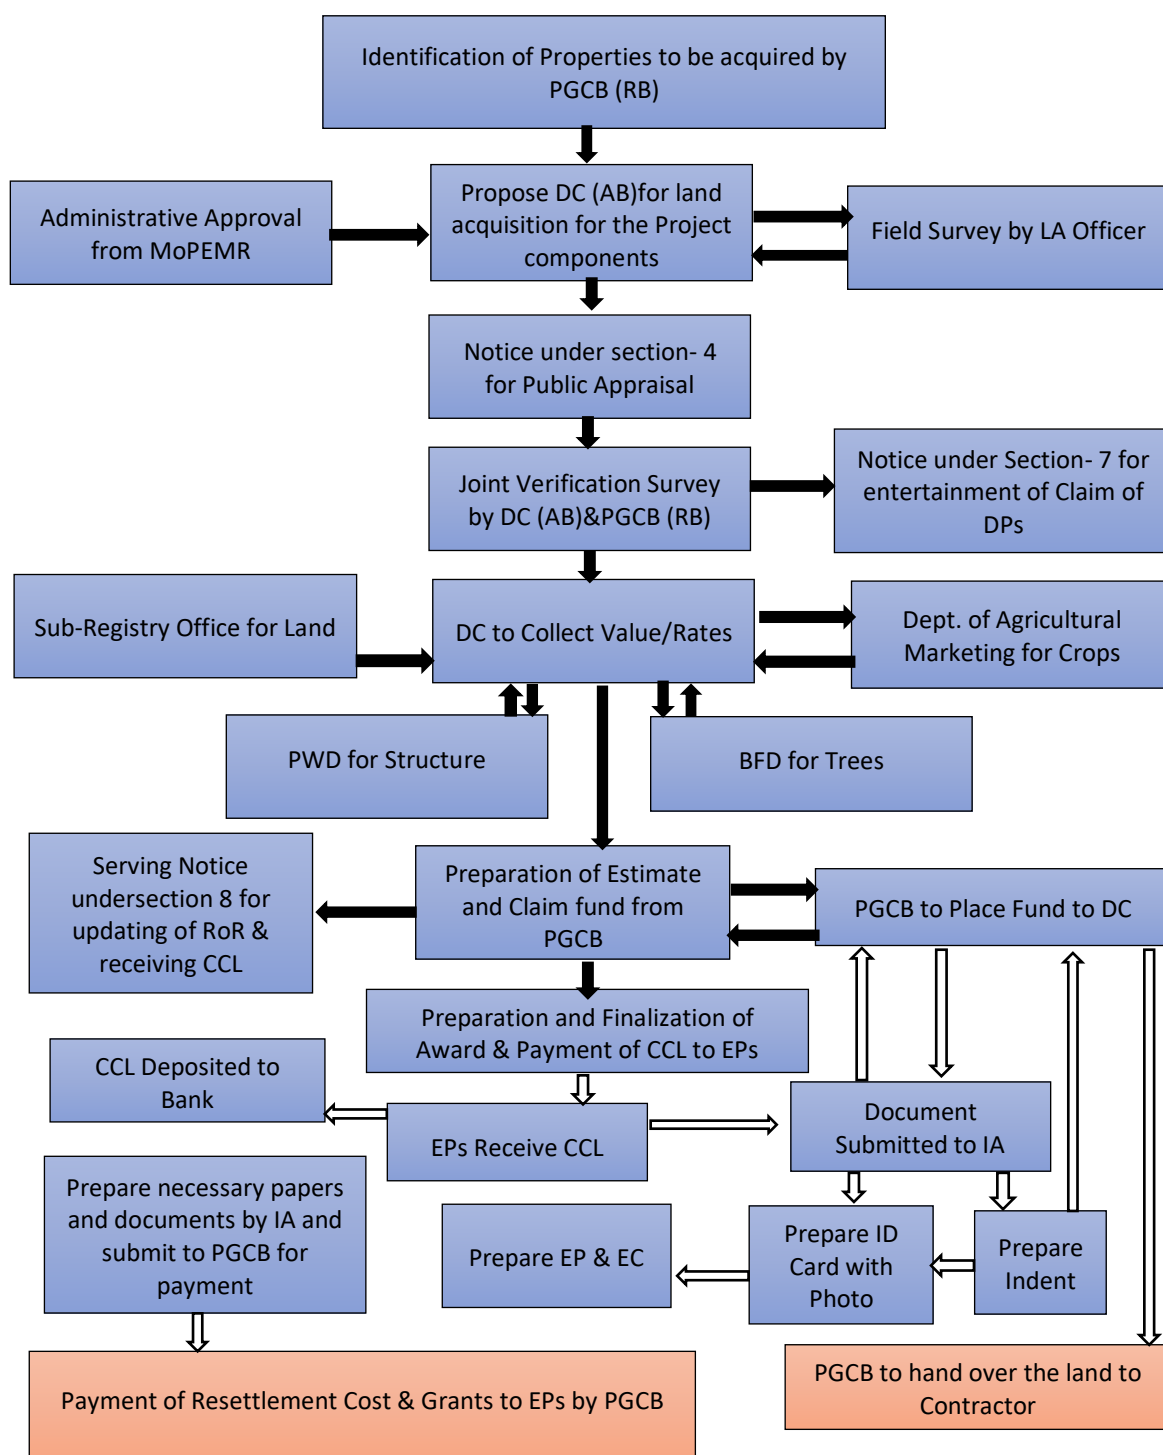 Identification of Properties to be acquired by
PGCB (RB)
Administrative Approval
from MoPEMR
Propose DC (AB)for land
acquisition for the Project
components
Field Survey by LA Officer
Notice under section- 4
for Public Appraisal
Joint Verification Survey
by DC (AB)&PGCB (RB)
Notice under Section- 7 for
entertainment of Claim of
DPs
Sub-Registry Office for Land
DC to Collect Value/Rates
Dept. of Agricultural
Marketing for Crops
PWD for Structure
BFD for Trees
Serving Notice
undersection 8 for
updating of RoR &
receiving CCL
Preparation of Estimate
and Claim fund from
PGCB
PGCB to Place Fund to DC
Preparation and Finalization of
Award & Payment of CCL to EPs
CCL Deposited to
Bank
EPs Receive CCL
Document
Submitted to IA
Prepare necessary papers
and documents by IA and
submit to PGCB for
payment
Prepare EP & EC
Prepare ID
Card with
Photo
Prepare
Indent
Payment of Resettlement Cost & Grants to EPs by PGCB
PGCB to hand over the land to
Contractor